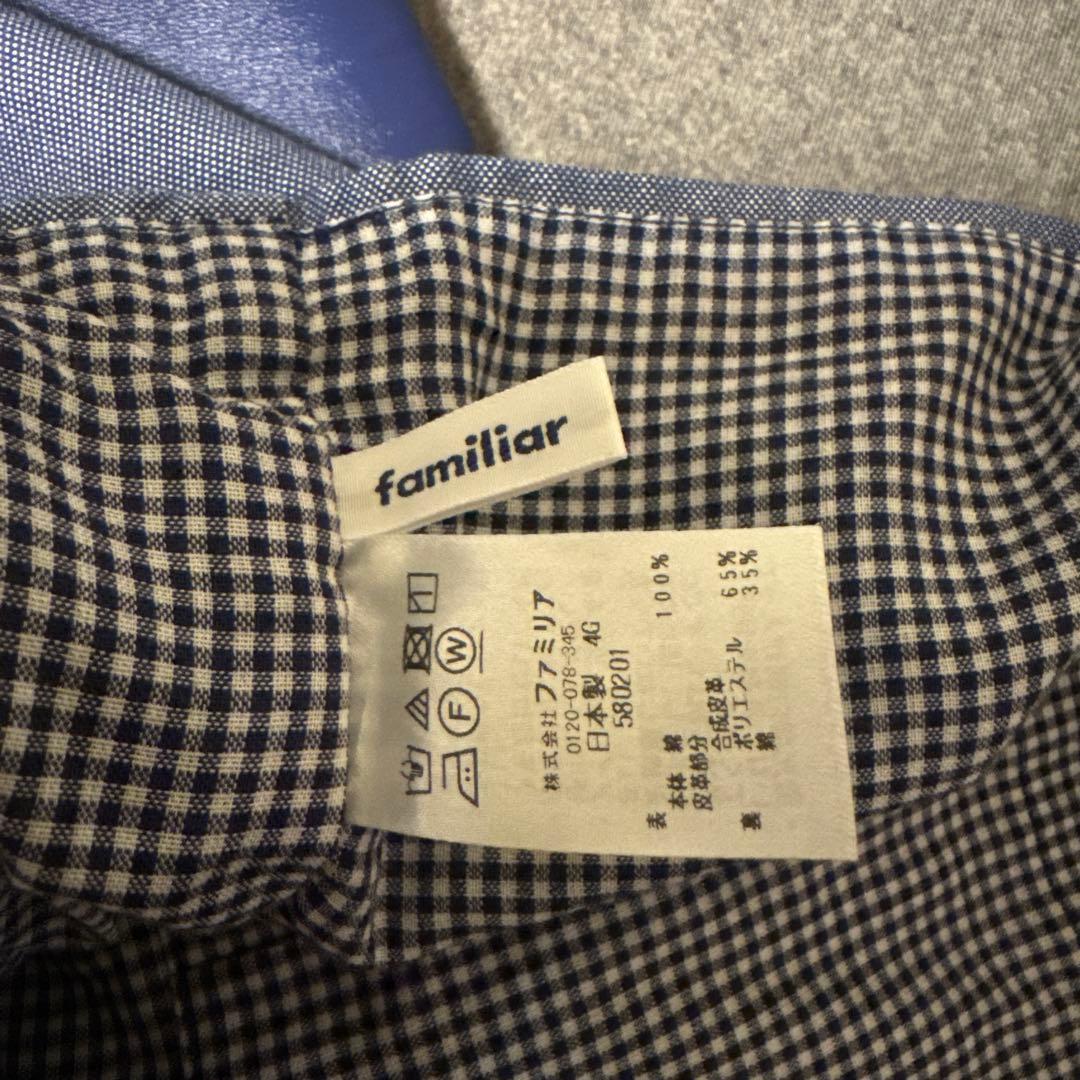 familiar
表 本体 綿 100%
皮革部分
合成皮革
裏 ポリエステル 65%
綿 35%
株式会社 ファミリア
0120-078-345
日本製 4G
580201
W
F